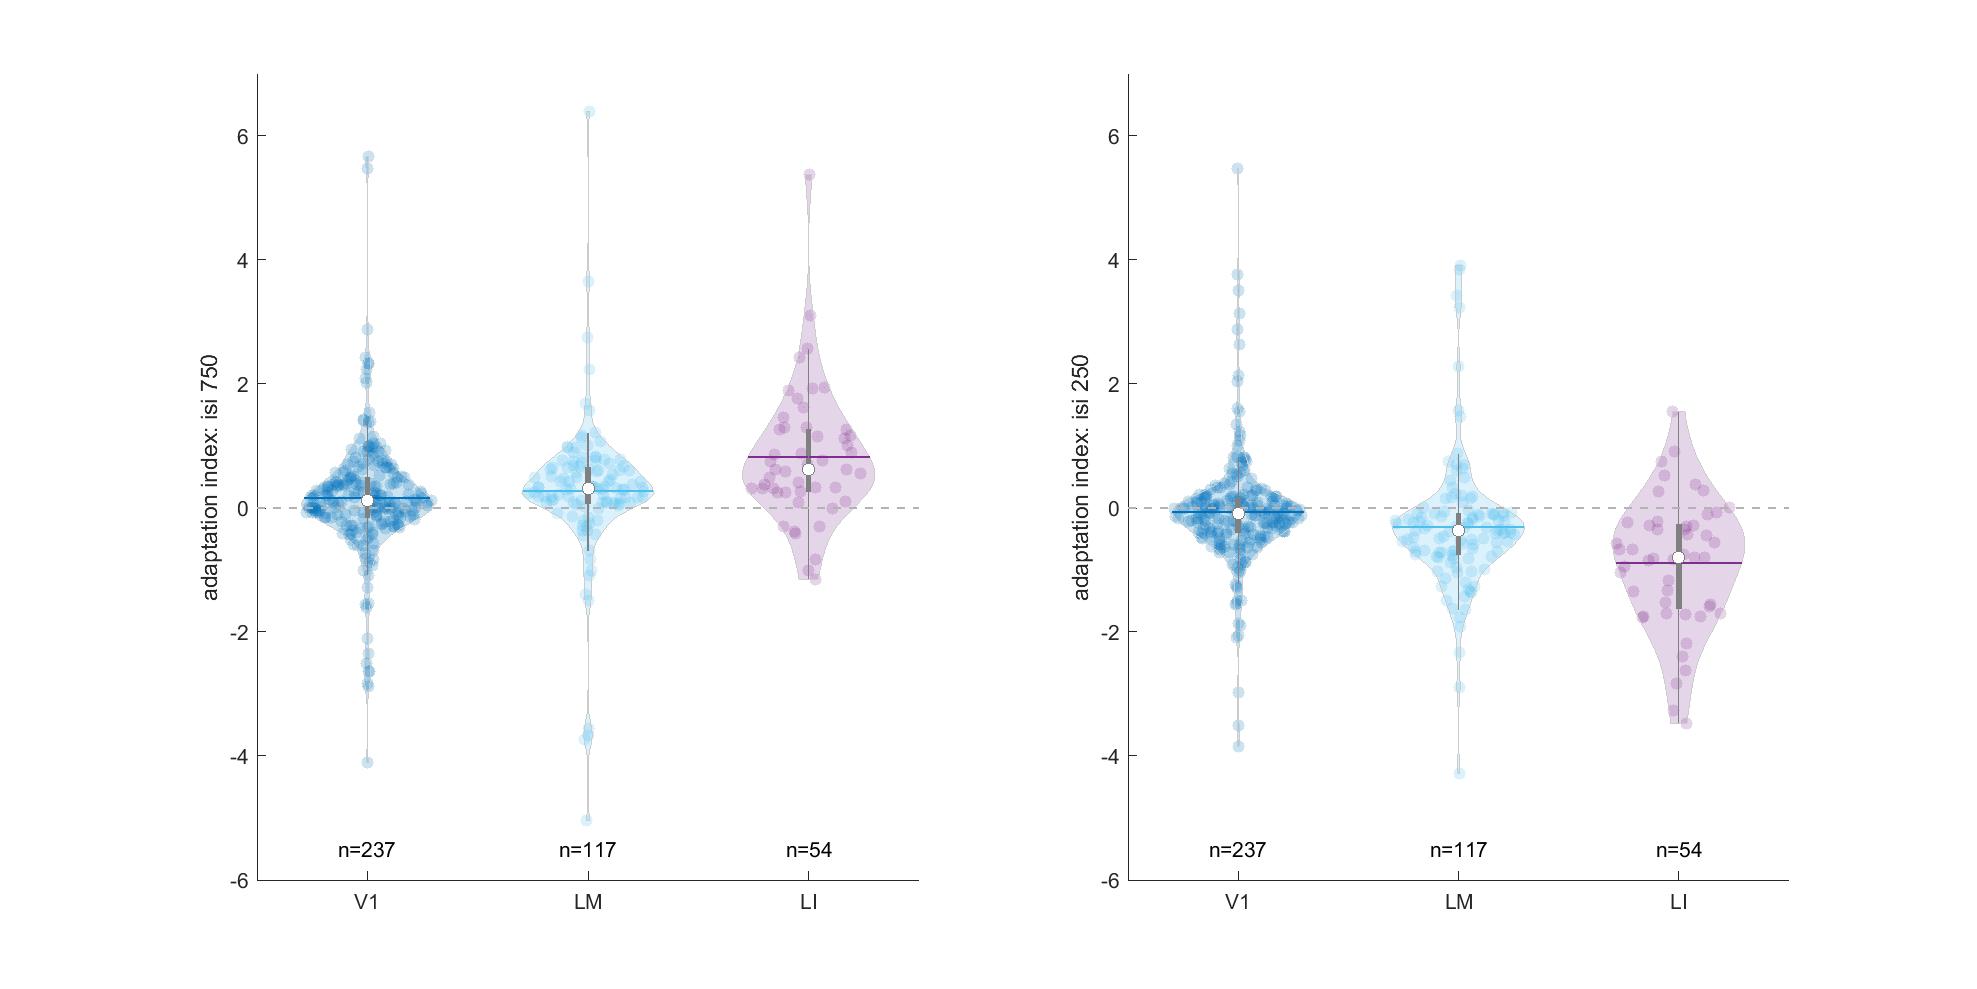 adaptation index: isi 750
6
4
2
0
-2
-4
-6
n=237 n=117 n=54
V1 LM LI
adaptation index: isi 250
6
4
2
0
-2
-4
-6
n=237 n=117 n=54
V1 LM LI